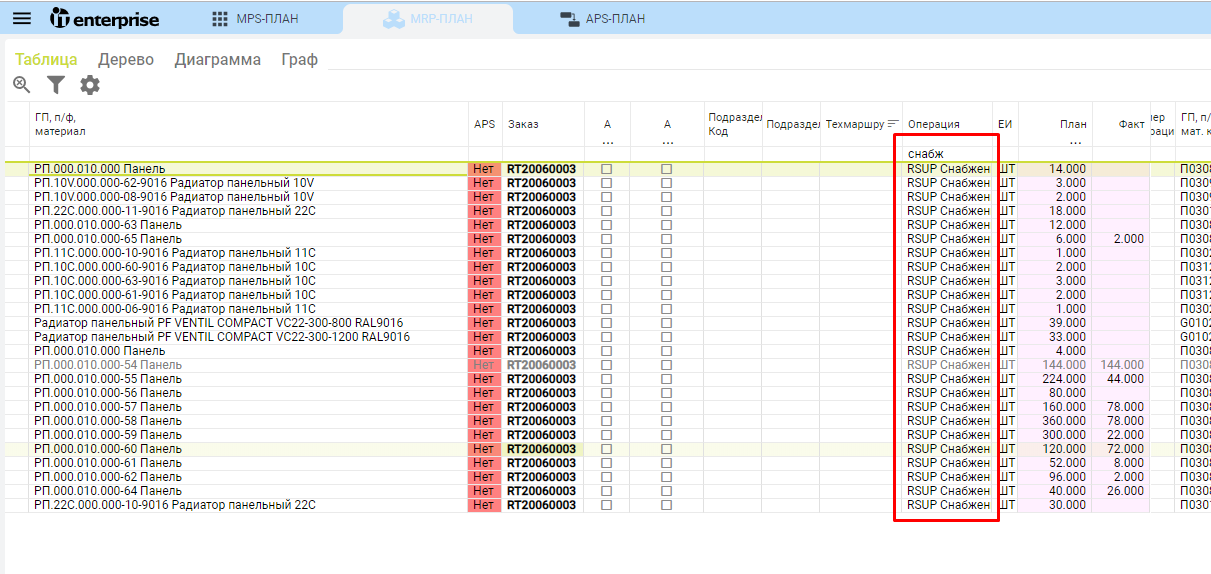 enterprise MPS-ПЛАН MRP-ПЛАН APS-ПЛАН
Таблица Дерево Диаграмма Граф
ГП, п/ф, материал APS Заказ А ... А ... Подраздел Код Подраздел Техмаршру Операция ЕИ План ... Факт ГП, п/ мат. к
снабж
РП.000.010.000 Панель Нет RT20060003 RSUP Снабжен ШТ 14.000 П030
РП.10V.000.000-62-9016 Радиатор панельный 10V Нет RT20060003 RSUP Снабжен ШТ 3.000 П030
РП.10V.000.000-08-9016 Радиатор панельный 10V Нет RT20060003 RSUP Снабжен ШТ 2.000 П030
РП.22С.000.000-11-9016 Радиатор панельный 22С Нет RT20060003 RSUP Снабжен ШТ 18.000 П030
РП.000.010.000-63 Панель Нет RT20060003 RSUP Снабжен ШТ 12.000 П030
РП.000.010.000-65 Панель Нет RT20060003 RSUP Снабжен ШТ 6.000 2.000 П030
РП.11С.000.000-10-9016 Радиатор панельный 11С Нет RT20060003 RSUP Снабжен ШТ 1.000 П030
РП.10С.000.000-60-9016 Радиатор панельный 10С Нет RT20060003 RSUP Снабжен ШТ 2.000 П031
РП.10С.000.000-63-9016 Радиатор панельный 10С Нет RT20060003 RSUP Снабжен ШТ 3.000 П031
РП.10С.000.000-61-9016 Радиатор панельный 10С Нет RT20060003 RSUP Снабжен ШТ 2.000 П031
РП.11С.000.000-06-9016 Радиатор панельный 11С Нет RT20060003 RSUP Снабжен ШТ 1.000 П030
Радиатор панельный PF VENTIL COMPACT VC22-300-800 RAL9016 Нет RT20060003 RSUP Снабжен ШТ 39.000 G010
Радиатор панельный PF VENTIL COMPACT VC22-300-1200 RAL9016 Нет RT20060003 RSUP Снабжен ШТ 33.000 G010
РП.000.010.000 Панель Нет RT20060003 RSUP Снабжен ШТ 4.000 П030
РП.000.010.000-54 Панель Нет RT20060003 RSUP Снабжен ШТ 144.000 144.000 П030
РП.000.010.000-55 Панель Нет RT20060003 RSUP Снабжен ШТ 224.000 44.000 П030
РП.000.010.000-56 Панель Нет RT20060003 RSUP Снабжен ШТ 80.000 П030
РП.000.010.000-57 Панель Нет RT20060003 RSUP Снабжен ШТ 160.000 78.000 П030
РП.000.010.000-58 Панель Нет RT20060003 RSUP Снабжен ШТ 360.000 78.000 П030
РП.000.010.000-59 Панель Нет RT20060003 RSUP Снабжен ШТ 300.000 22.000 П030
РП.000.010.000-60 Панель Нет RT20060003 RSUP Снабжен ШТ 120.000 72.000 П030
РП.000.010.000-61 Панель Нет RT20060003 RSUP Снабжен ШТ 52.000 8.000 П030
РП.000.010.000-62 Панель Нет RT20060003 RSUP Снабжен ШТ 96.000 2.000 П030
РП.000.010.000-64 Панель Нет RT20060003 RSUP Снабжен ШТ 40.000 26.000 П030
РП.22С.000.000-10-9016 Радиатор панельный 22С Нет RT20060003 RSUP Снабжен ШТ 30.000 П030